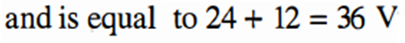 and is equal to 24 + 12 = 36 V